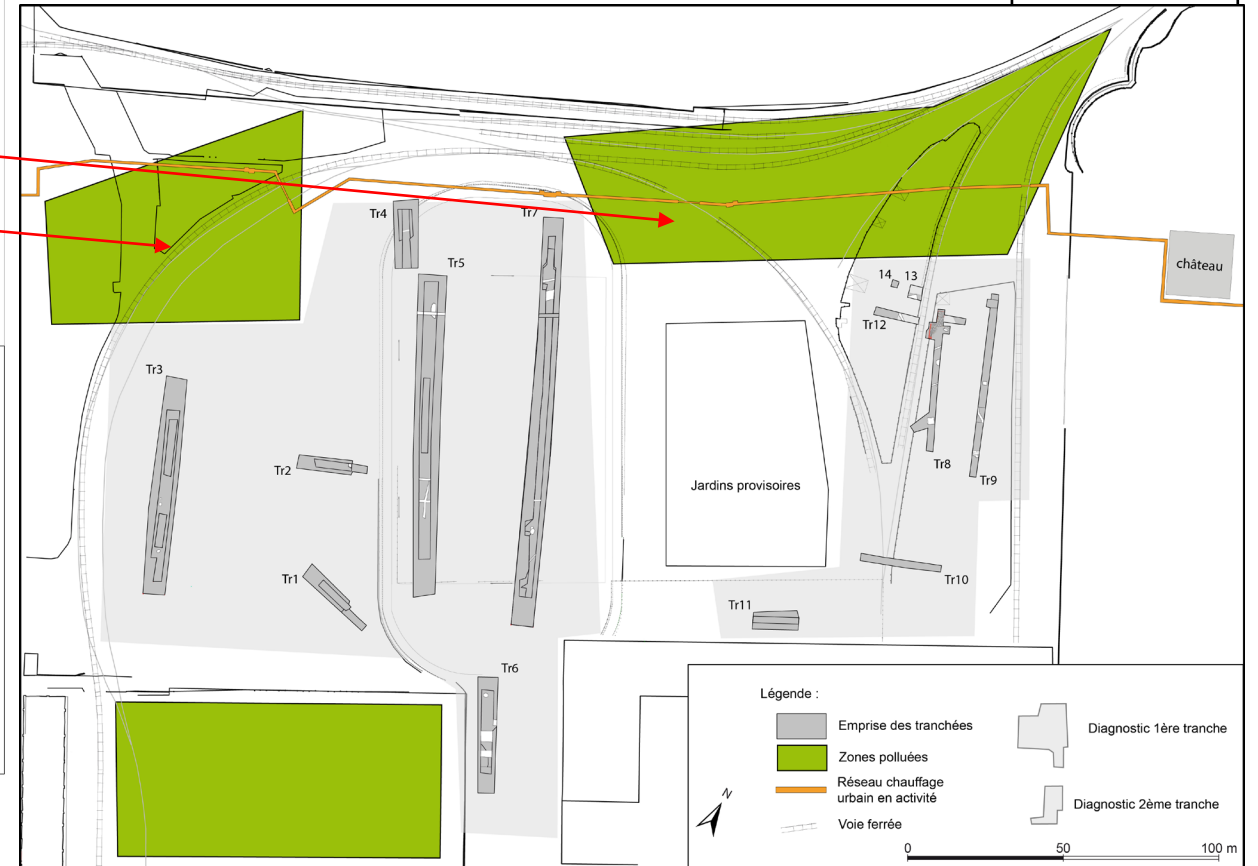 Tr4
Tr7
château
Tr5
14
13
Tr12
Tr3
Tr2
Tr8
Tr9
Jardins provisoires
Tr1
Tr10
Tr11
Tr6
Légende :
Emprise des tranchées
Zones polluées
Réseau chauffage
urbain en activité
Voie ferrée
Diagnostic 1ère tranche
Diagnostic 2ème tranche
N
0
50
100 m